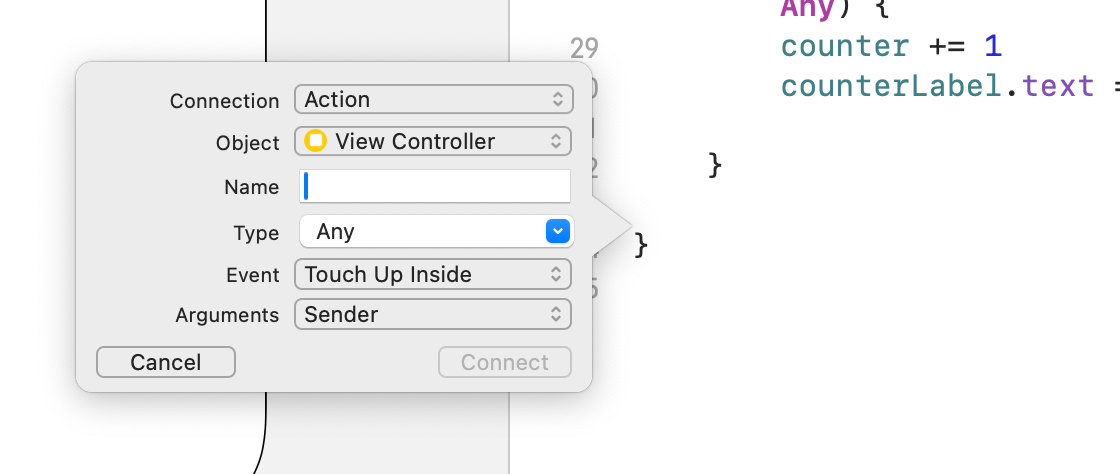 Any) {
29
counter += 1
counterLabel.text =
Connection Action
Object View Controller
}
Name
Type Any
}
Event Touch Up Inside
Arguments Sender
Cancel Connect